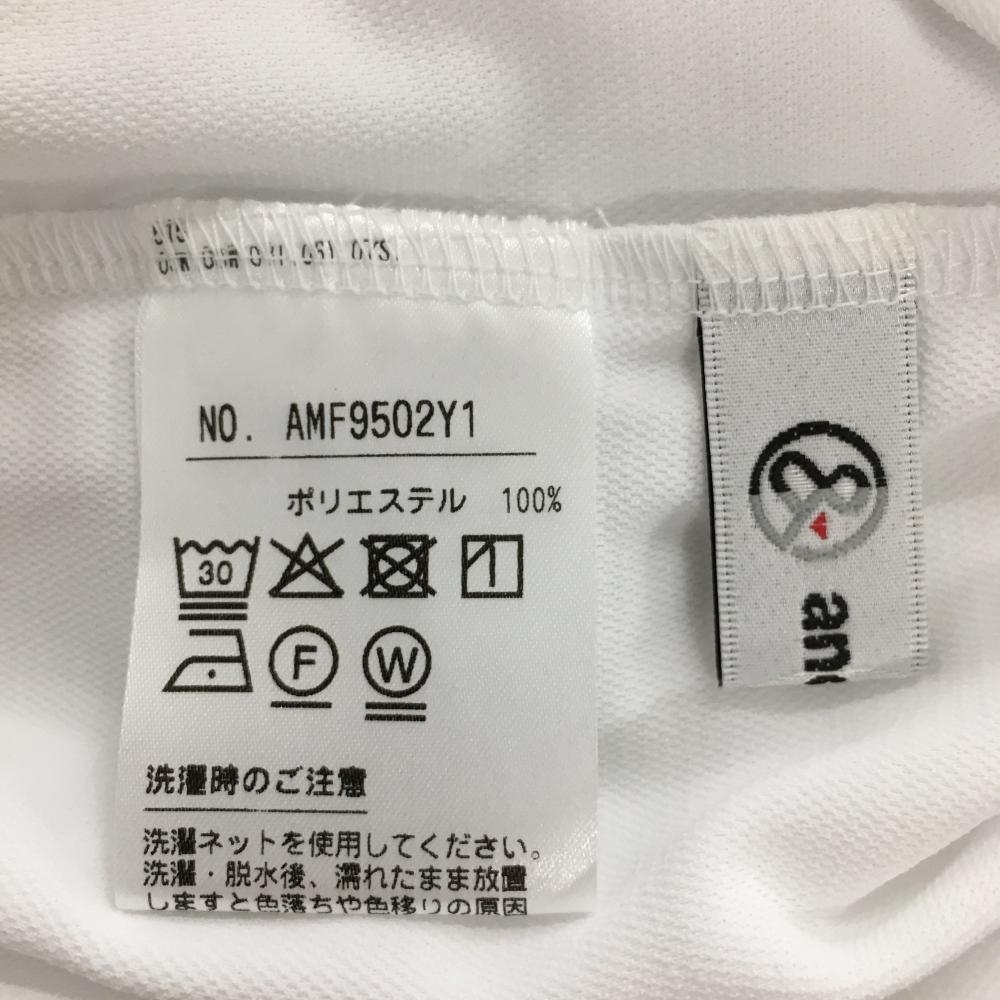 NO. AMF9502Y1
ポリエステル 100%
30
F W
洗濯時のご注意
洗濯ネットを使用してください。
洗濯・脱水後、濡れたまま放置
しますと色落ちや色移りの原因
an